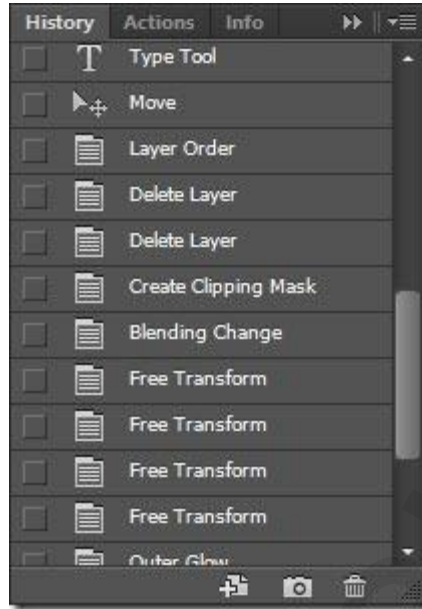 History Actions Info
Type Tool
Move
Layer Order
Delete Layer
Delete Layer
Create Clipping Mask
Blending Change
Free Transform
Free Transform
Free Transform
Free Transform
Outer Glow